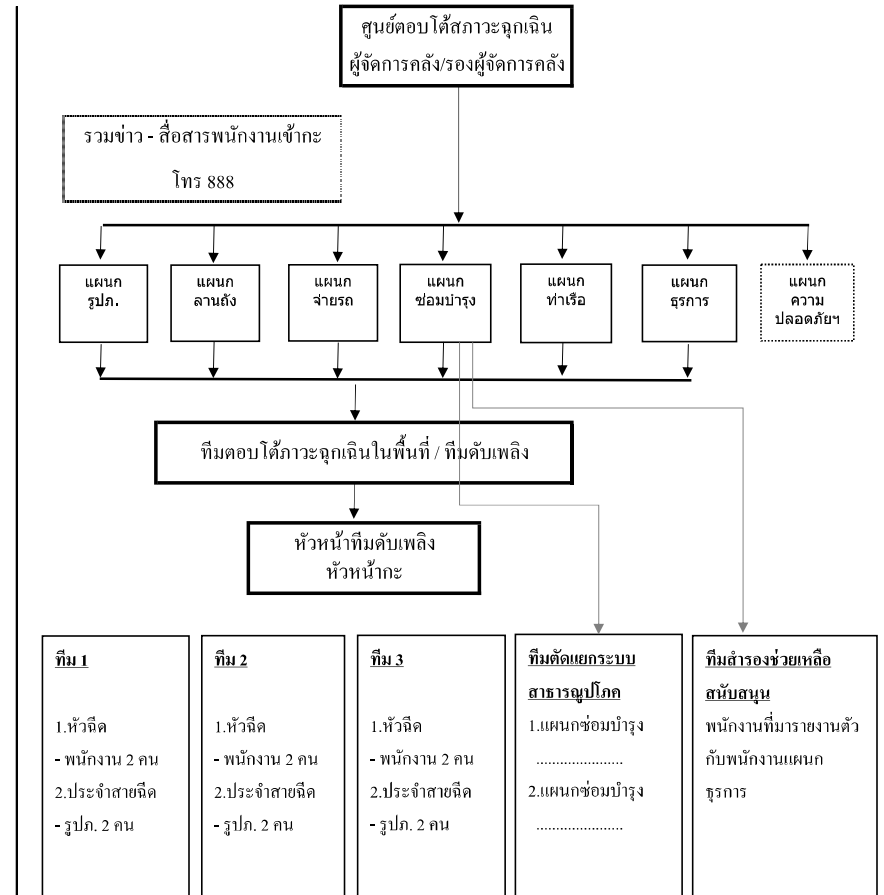 ศูนย์ตอบโต้สภาวะฉุกเฉิน
ผู้จัดการคลัง/รองผู้จัดการคลัง
รวมข่าว - สื่อสารพนักงานเข้ากะ
โทร 888
แผนก
รูปภ.
แผนก
ลานถัง
แผนก
จ่ายรถ
แผนก
ซ่อมบำรุง
แผนก
ท่าเรือ
แผนก
ธุรการ
แผนก
ความ
ปลอดภัยฯ
ทีมตอบโต้ภาวะฉุกเฉินในพื้นที่ / ทีมดับเพลิง
หัวหน้าทีมดับเพลิง
หัวหน้ากะ
ทีม 1
1.หัวฉีด
- พนักงาน 2 คน
2.ประจำสายฉีด
- รูปภ. 2 คน
ทีม 2
1.หัวฉีด
- พนักงาน 2 คน
2.ประจำสายฉีด
- รูปภ. 2 คน
ทีม 3
1.หัวฉีด
- พนักงาน 2 คน
2.ประจำสายฉีด
- รูปภ. 2 คน
ทีมตัดแยกระบบ
สาธารณูปโภค
1.แผนกซ่อมบำรุง
......................
2.แผนกซ่อมบำรุง
......................
ทีมสำรองช่วยเหลือ
สนับสนุน
พนักงานที่มารายงานตัว
กับพนักงานแผนก
ธุรการ